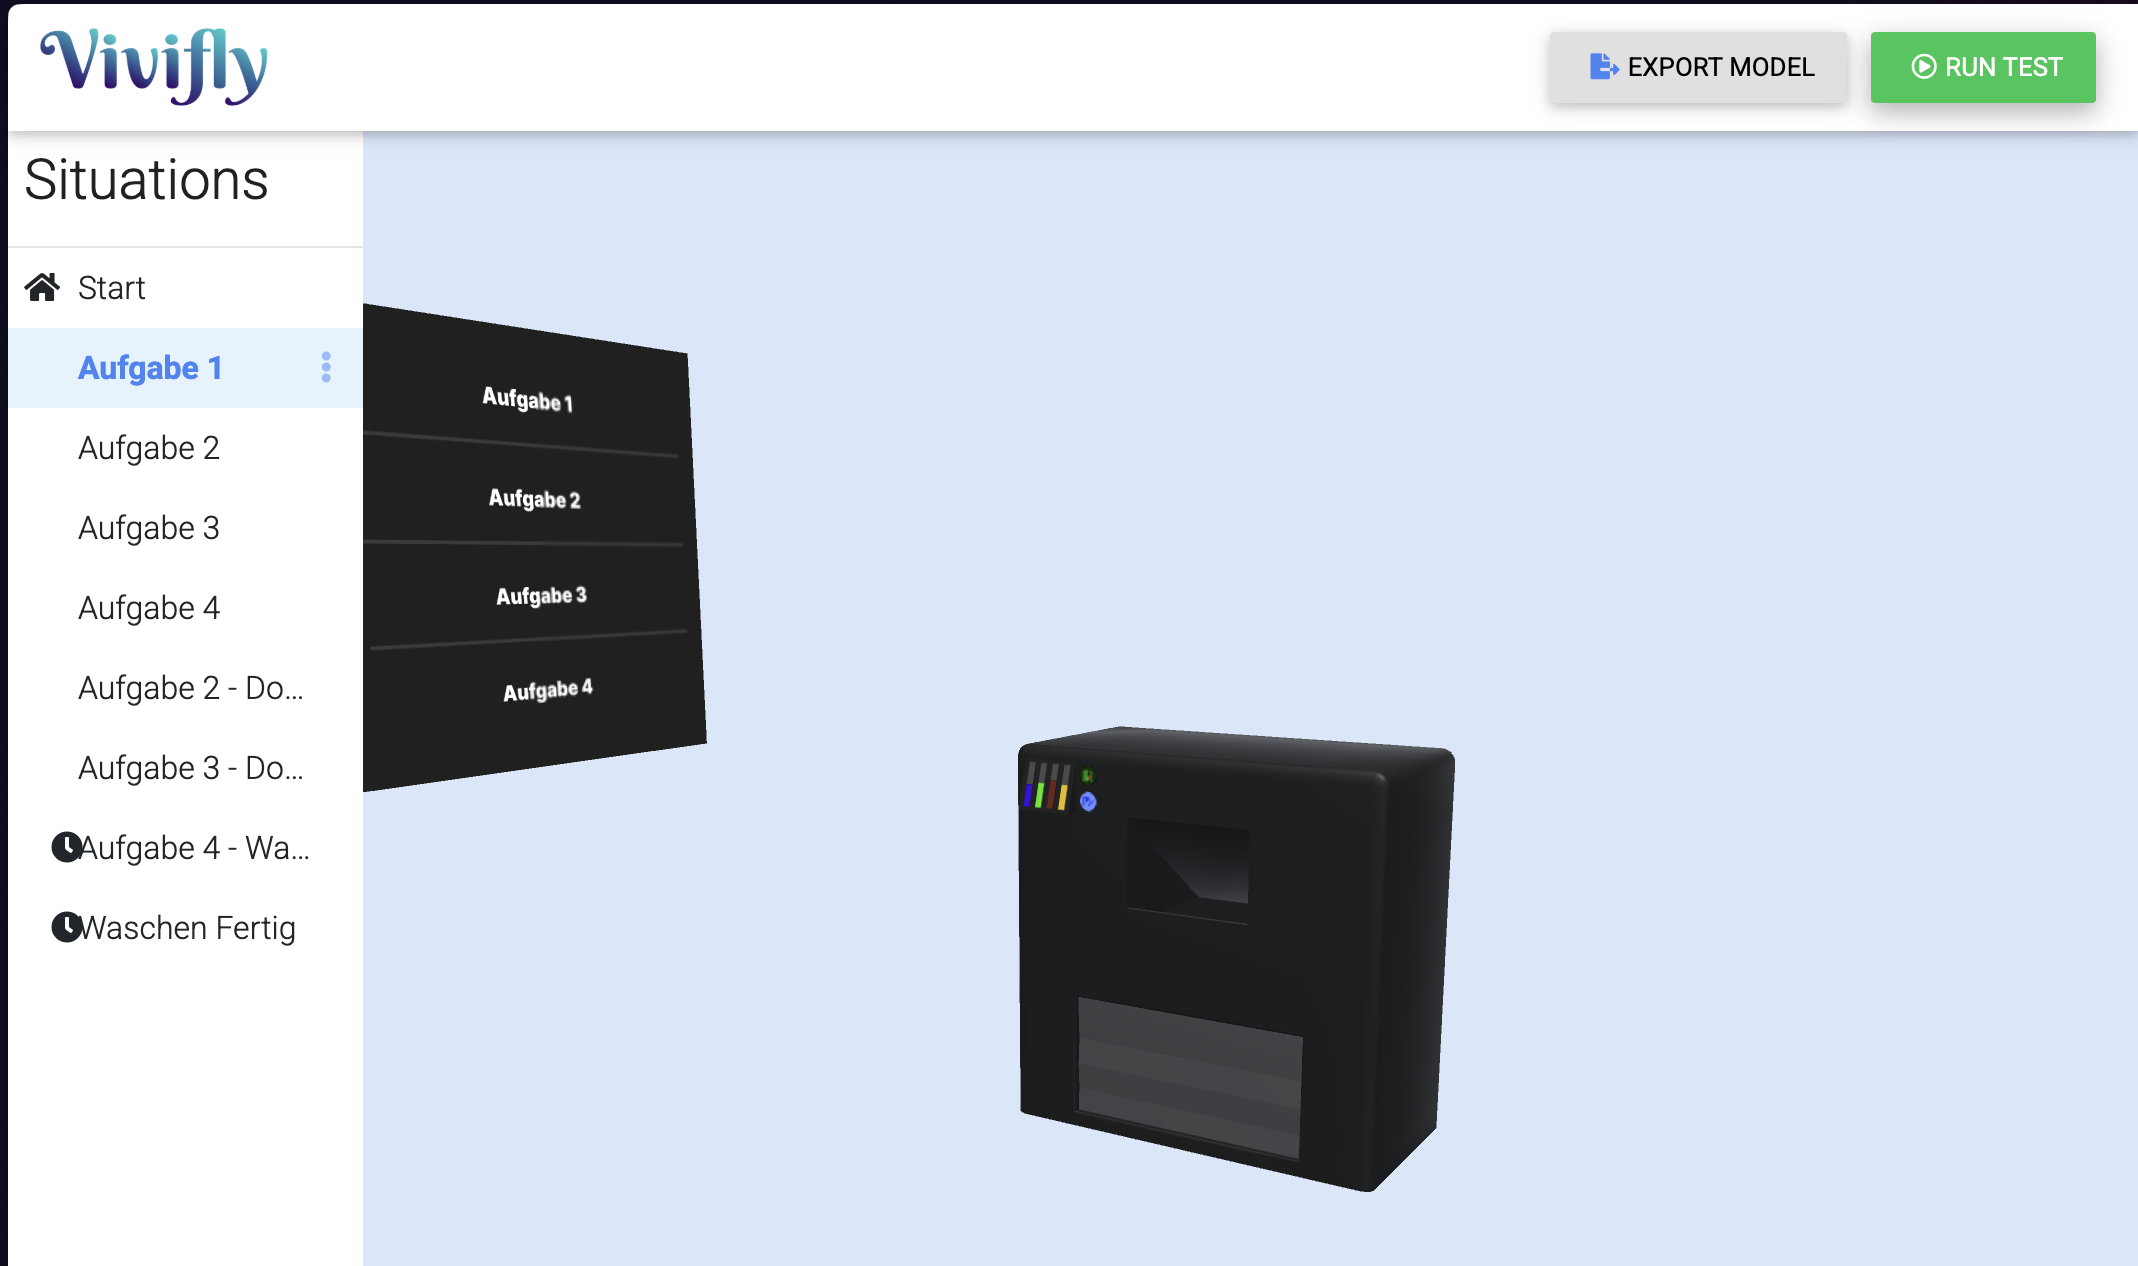 Vivifly
EXPORT MODEL
RUN TEST
Situations
Start
Aufgabe 1
Aufgabe 2
Aufgabe 3
Aufgabe 4
Aufgabe 2 - Do...
Aufgabe 3 - Do...
Aufgabe 4 - Wa...
Waschen Fertig
Aufgabe 1
Aufgabe 2
Aufgabe 3
Aufgabe 4